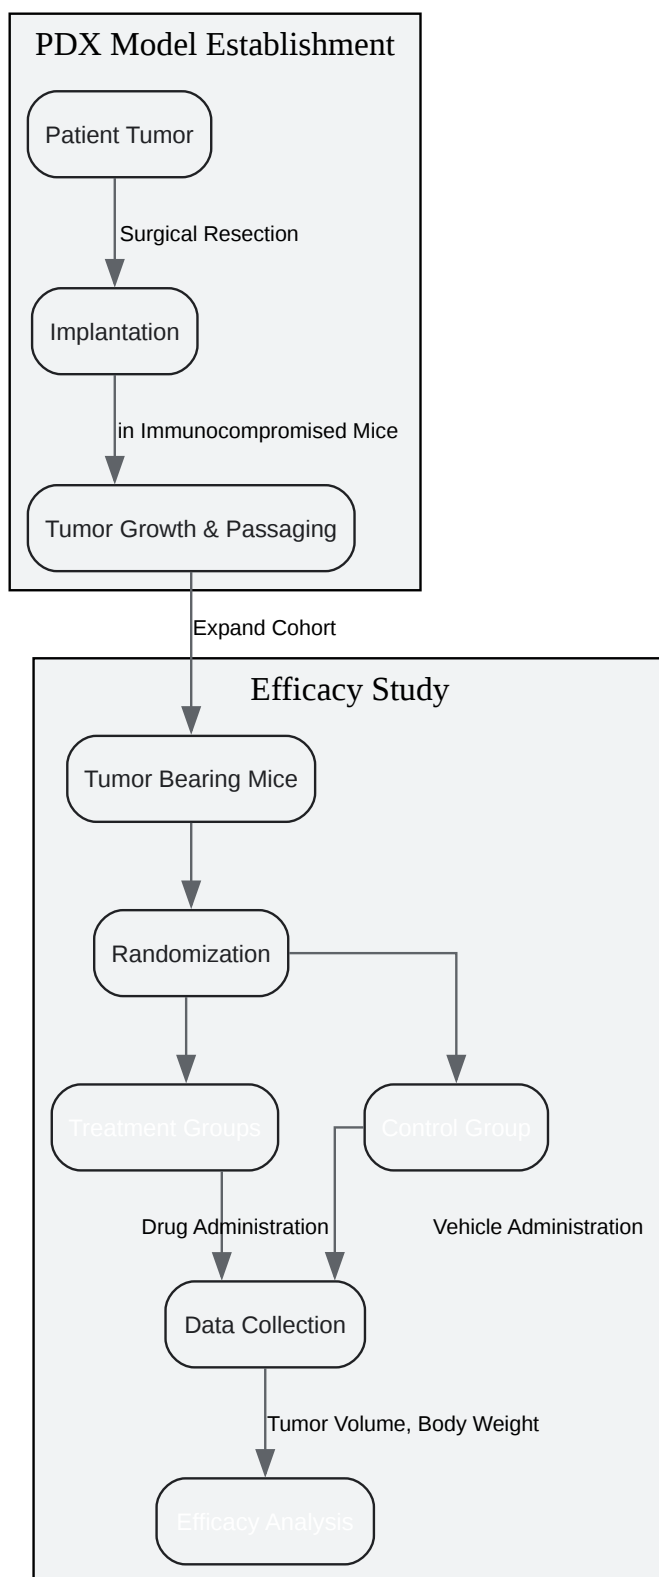 PDX Model Establishment
Patient Tumor
Surgical Resection
Implantation
in Immunocompromised Mice
Tumor Growth & Passaging
Expand Cohort
Efficacy Study
Tumor Bearing Mice
Randomization
Treatment Groups
Control Group
Drug Administration
Vehicle Administration
Data Collection
Tumor Volume, Body Weight
Efficacy Analysis